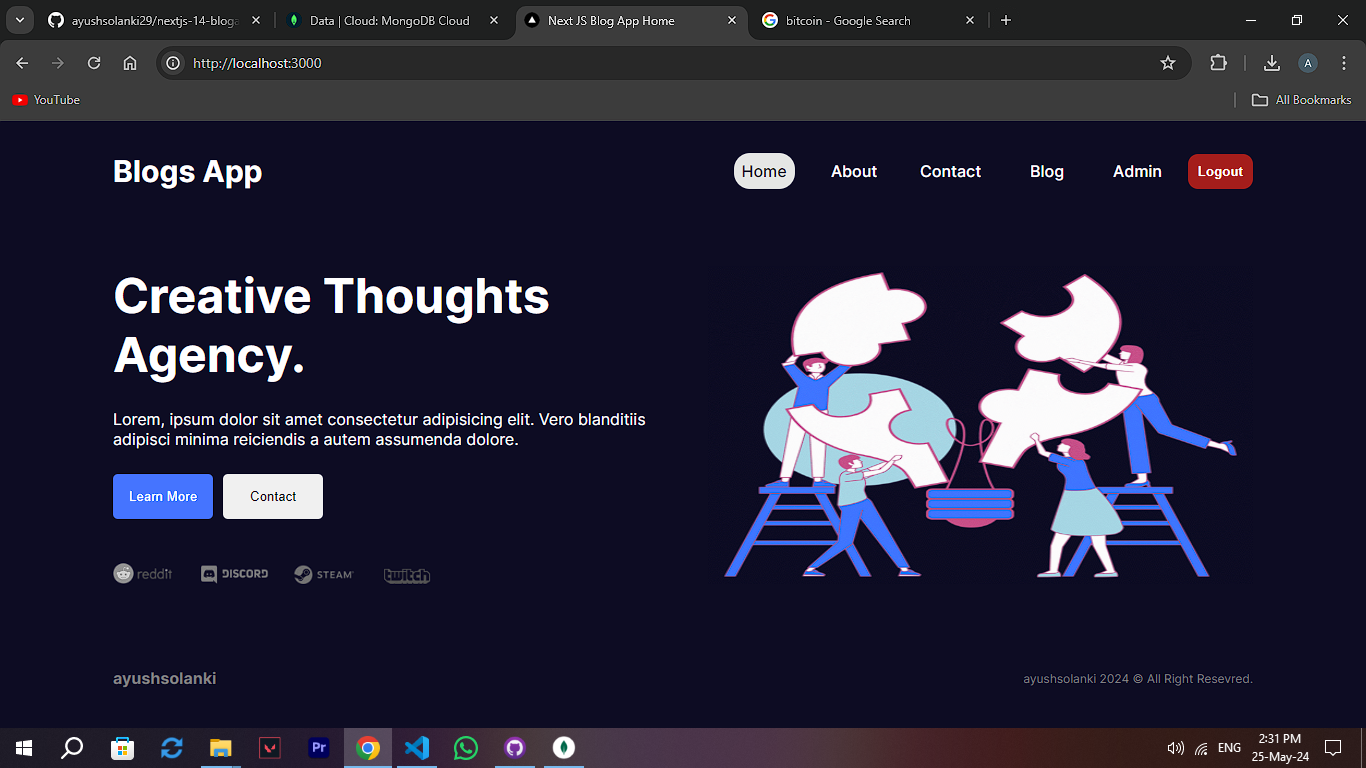 ayushsolanki29/nextjs-14-bloga
Data | Cloud: MongoDB Cloud
Next JS Blog App Home
bitcoin - Google Search
http://localhost:3000
A
YouTube
All Bookmarks
Blogs App
Home
About
Contact
Blog
Admin
Logout
Creative Thoughts
Agency.
Lorem, ipsum dolor sit amet consectetur adipisicing elit. Vero blanditiis
adipisci minima reiciendis a autem assumenda dolore.
Learn More
Contact
reddit
DISCORD
STEAM
twitch
ayushsolanki
ayushsolanki 2024 © All Right Resevred.
Pr
ENG
2:31 PM
25-May-24